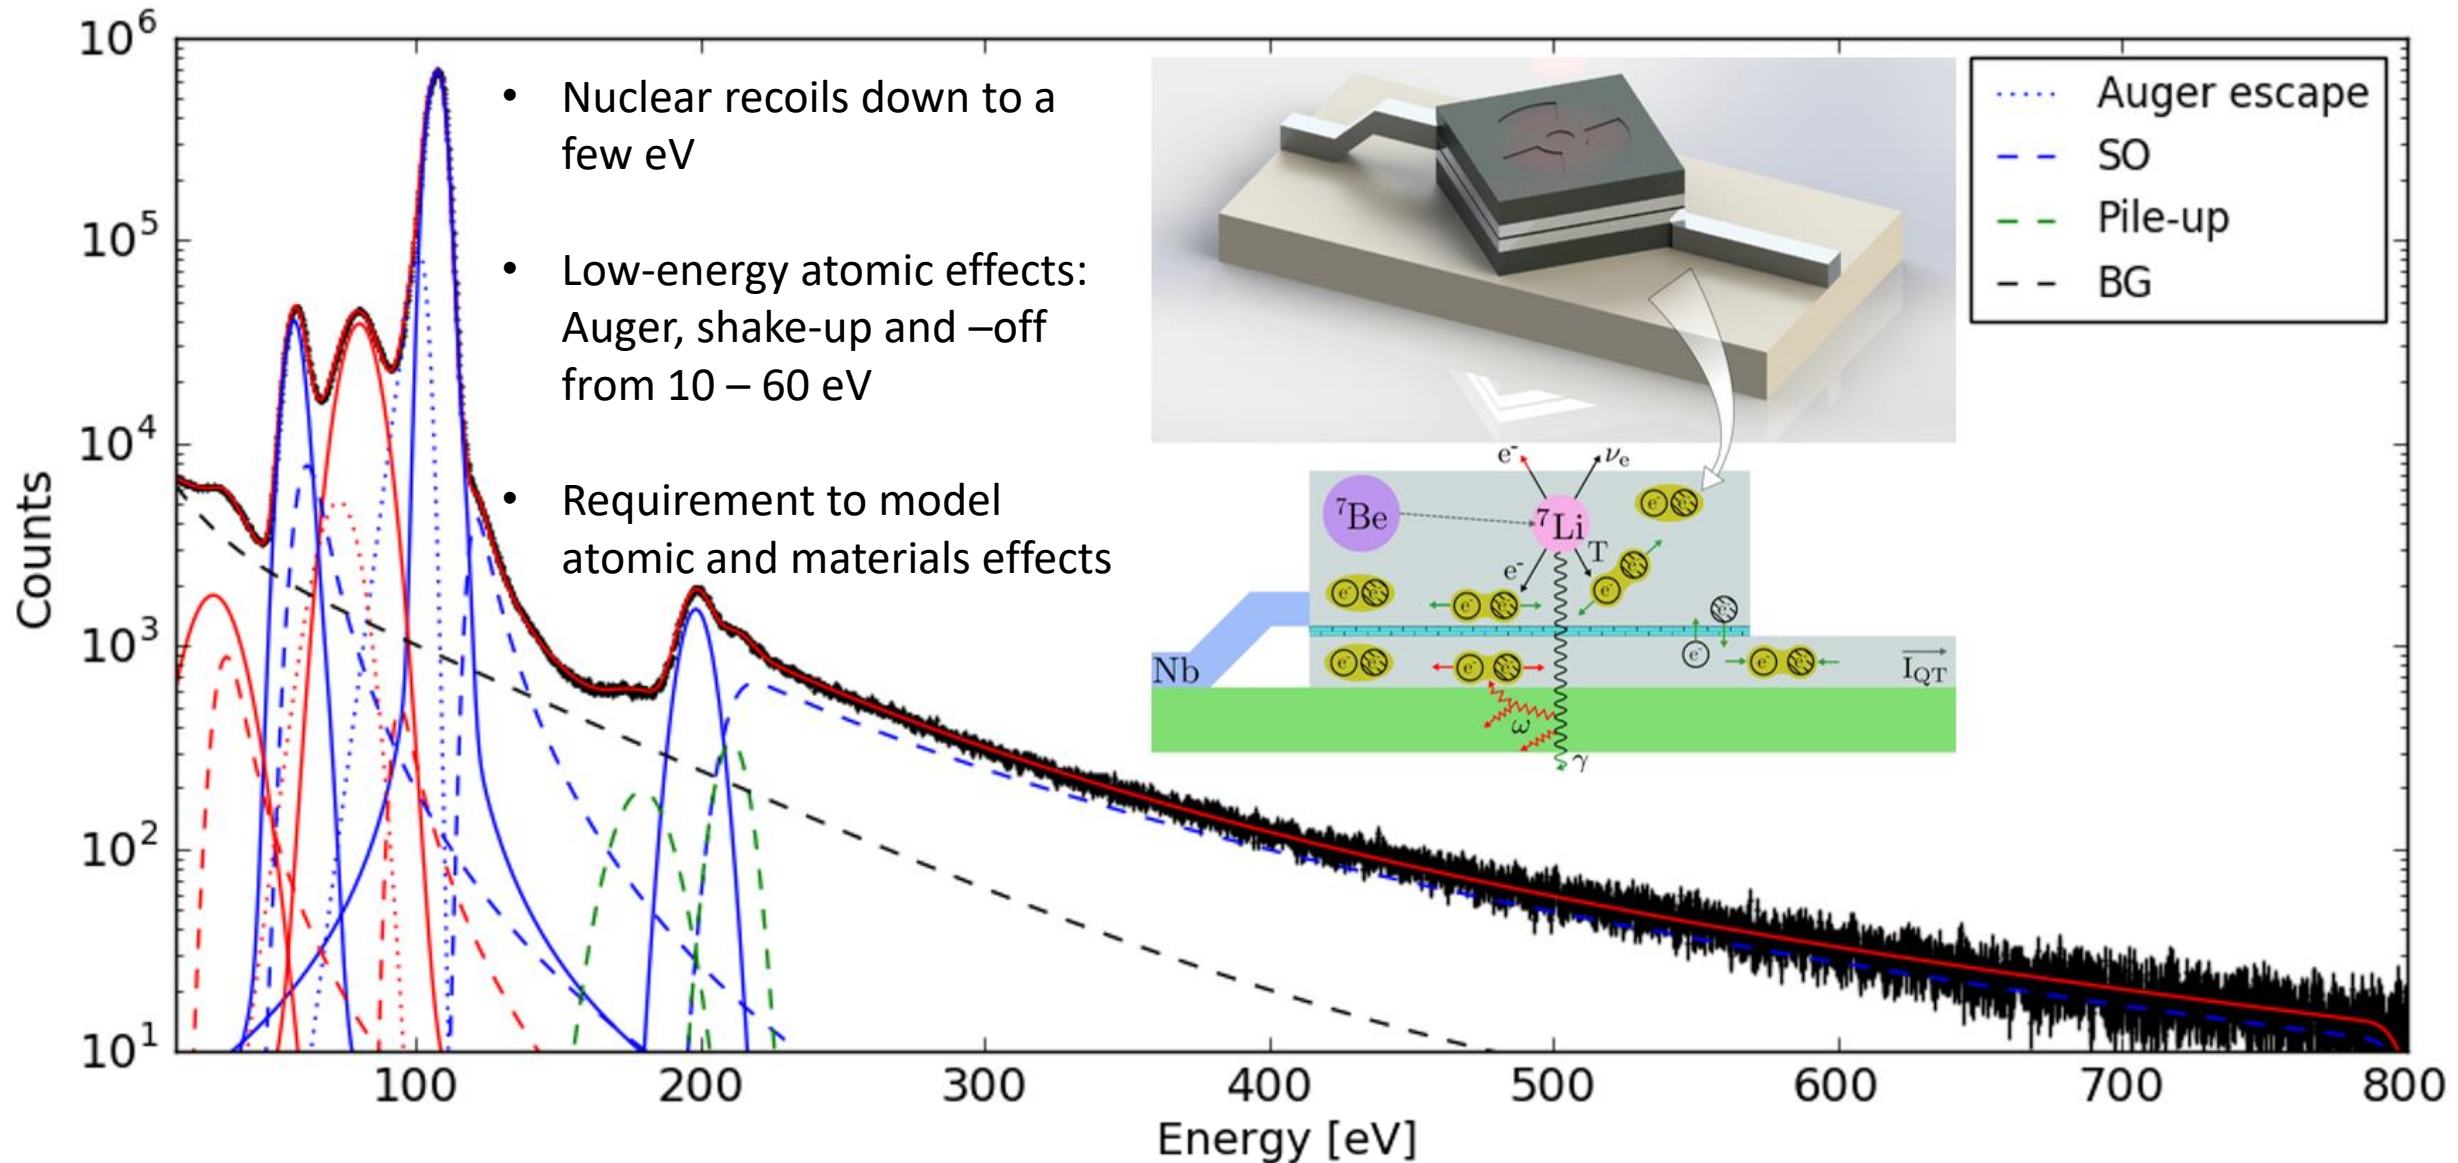 10^6
10^5
10^4
10^3
10^2
10^1
Counts
• Nuclear recoils down to a
few eV
• Low-energy atomic effects:
Auger, shake-up and –off
from 10 – 60 eV
• Requirement to model
atomic and materials effects
Auger escape
SO
Pile-up
BG
e⁻ νₑ
⁷Be ⁷Li
T
e⁻
e⁻
e⁻ e⁻
e⁻
e⁻
Nb
I_QT
ω
γ
100 200 300 400 500 600 700 800
Energy [eV]